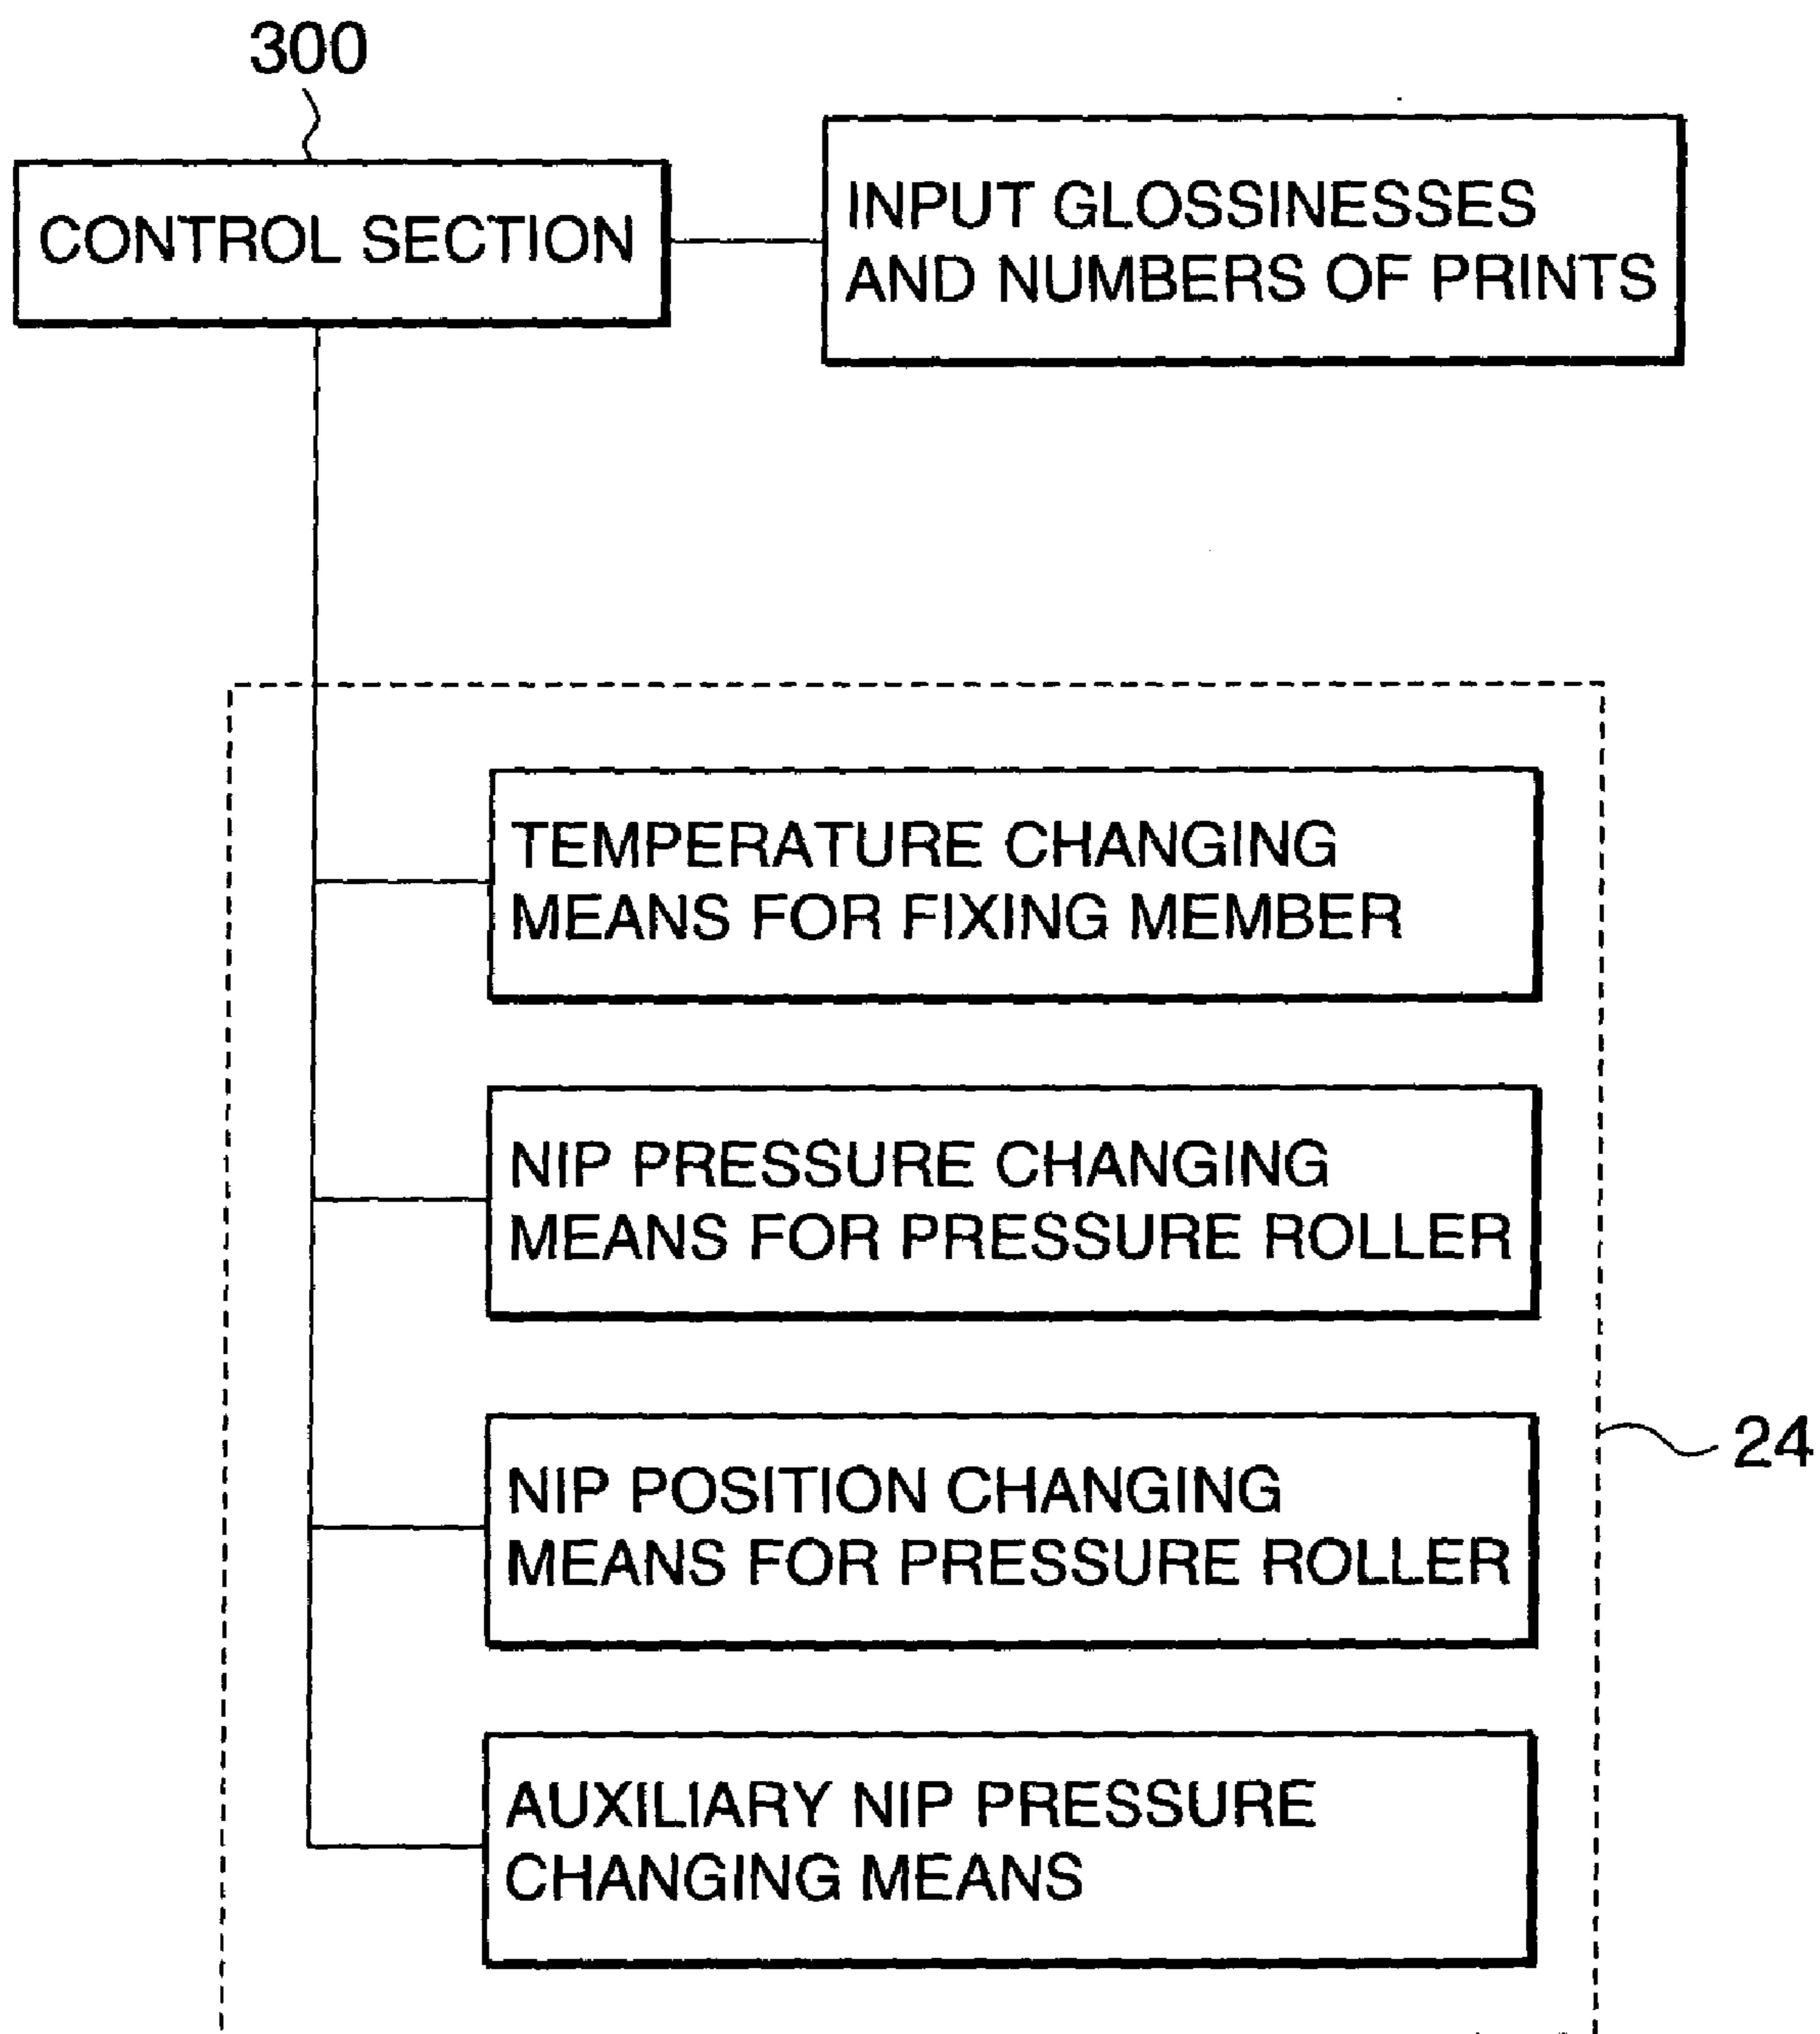 300
CONTROL SECTION
INPUT GLOSSINESSES
AND NUMBERS OF PRINTS
TEMPERATURE CHANGING
MEANS FOR FIXING MEMBER
NIP PRESSURE CHANGING
MEANS FOR PRESSURE ROLLER
NIP POSITION CHANGING
MEANS FOR PRESSURE ROLLER
24
AUXILIARY NIP PRESSURE
CHANGING MEANS